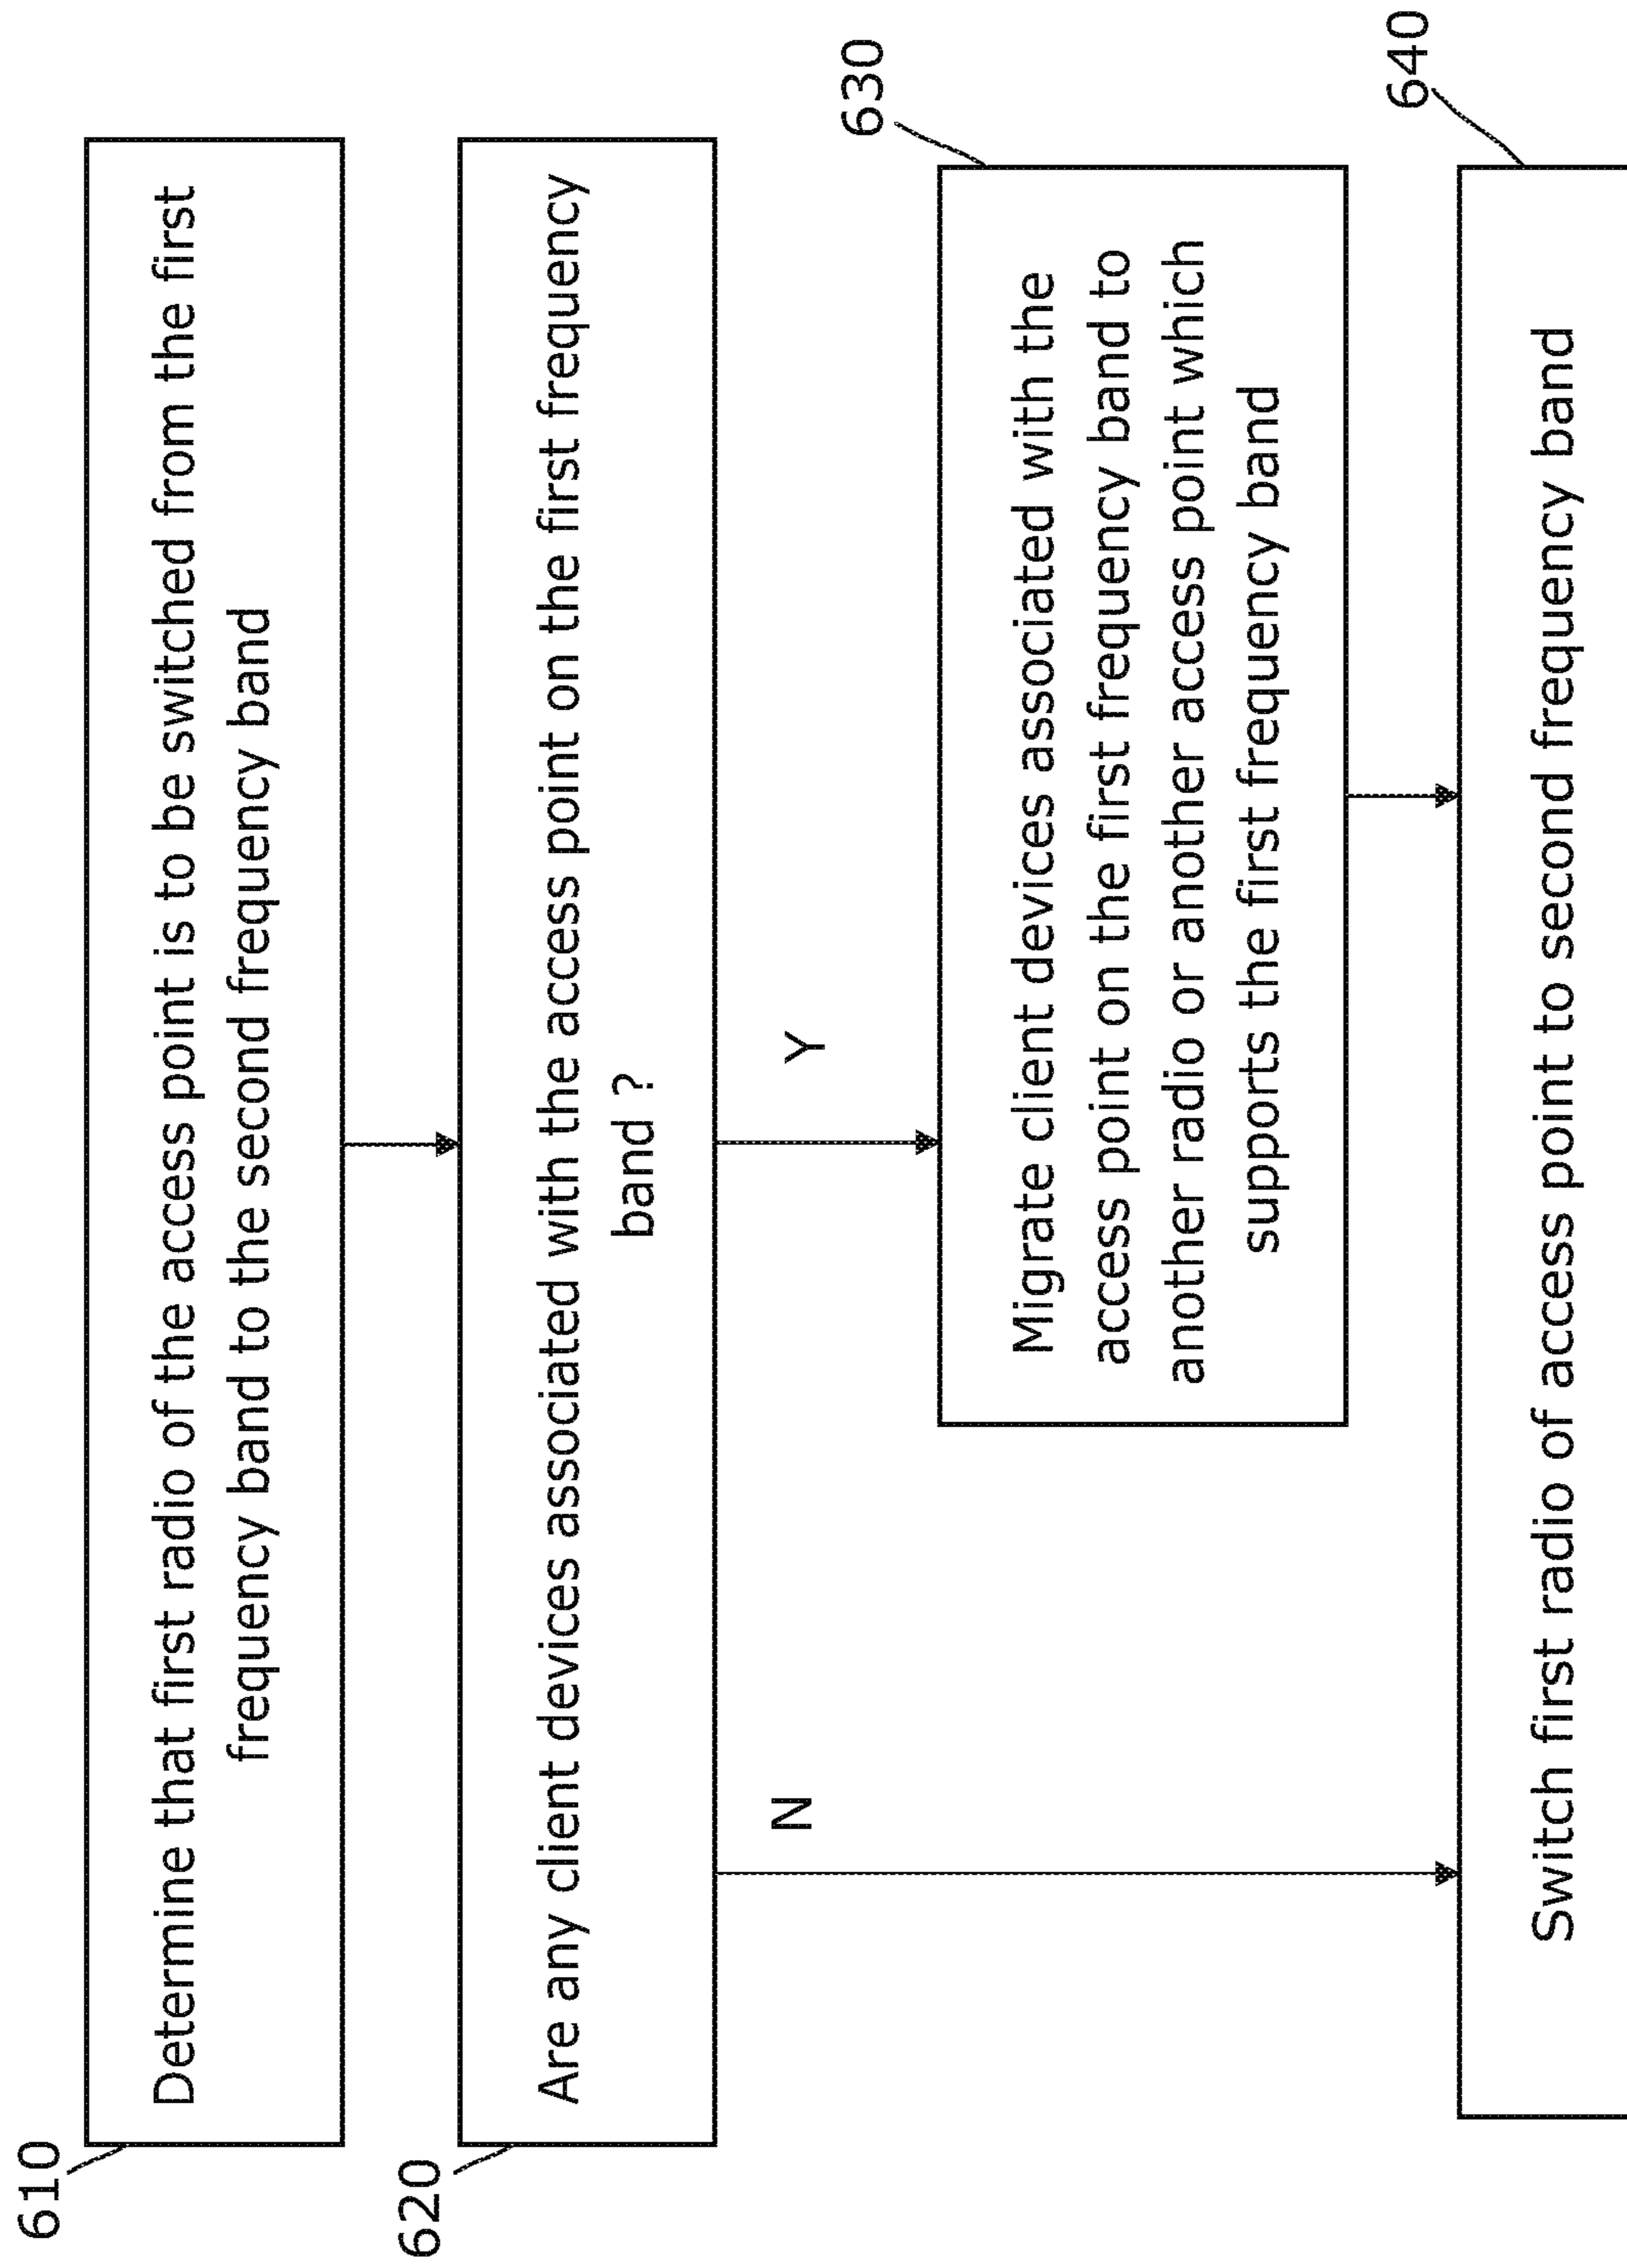 610
Determine that first radio of the access point is to be switched from the first
frequency band to the second frequency band
620
Are any client devices associated with the access point on the first frequency
band ?
Y
N
630
Migrate client devices associated with the
access point on the first frequency band to
another radio or another access point which
supports the first frequency band
640
Switch first radio of access point to second frequency band